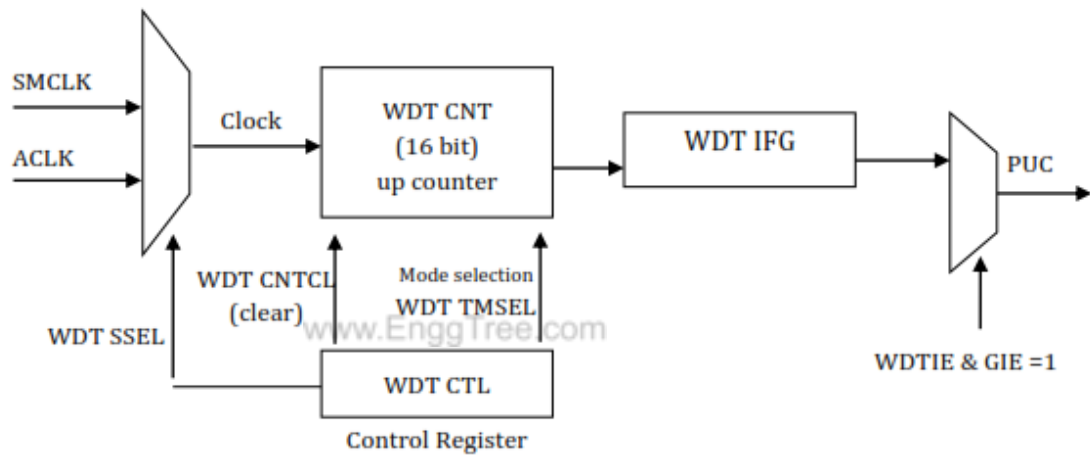 SMCLK
ACLK
Clock
WDT CNT
(16 bit)
up counter
WDT IFG
PUC
WDT SSEL
WDT CNTCL
(clear)
Mode selection
WDT TMSEL
www.EnggTree.com
WDT CTL
Control Register
WDTIE & GIE =1